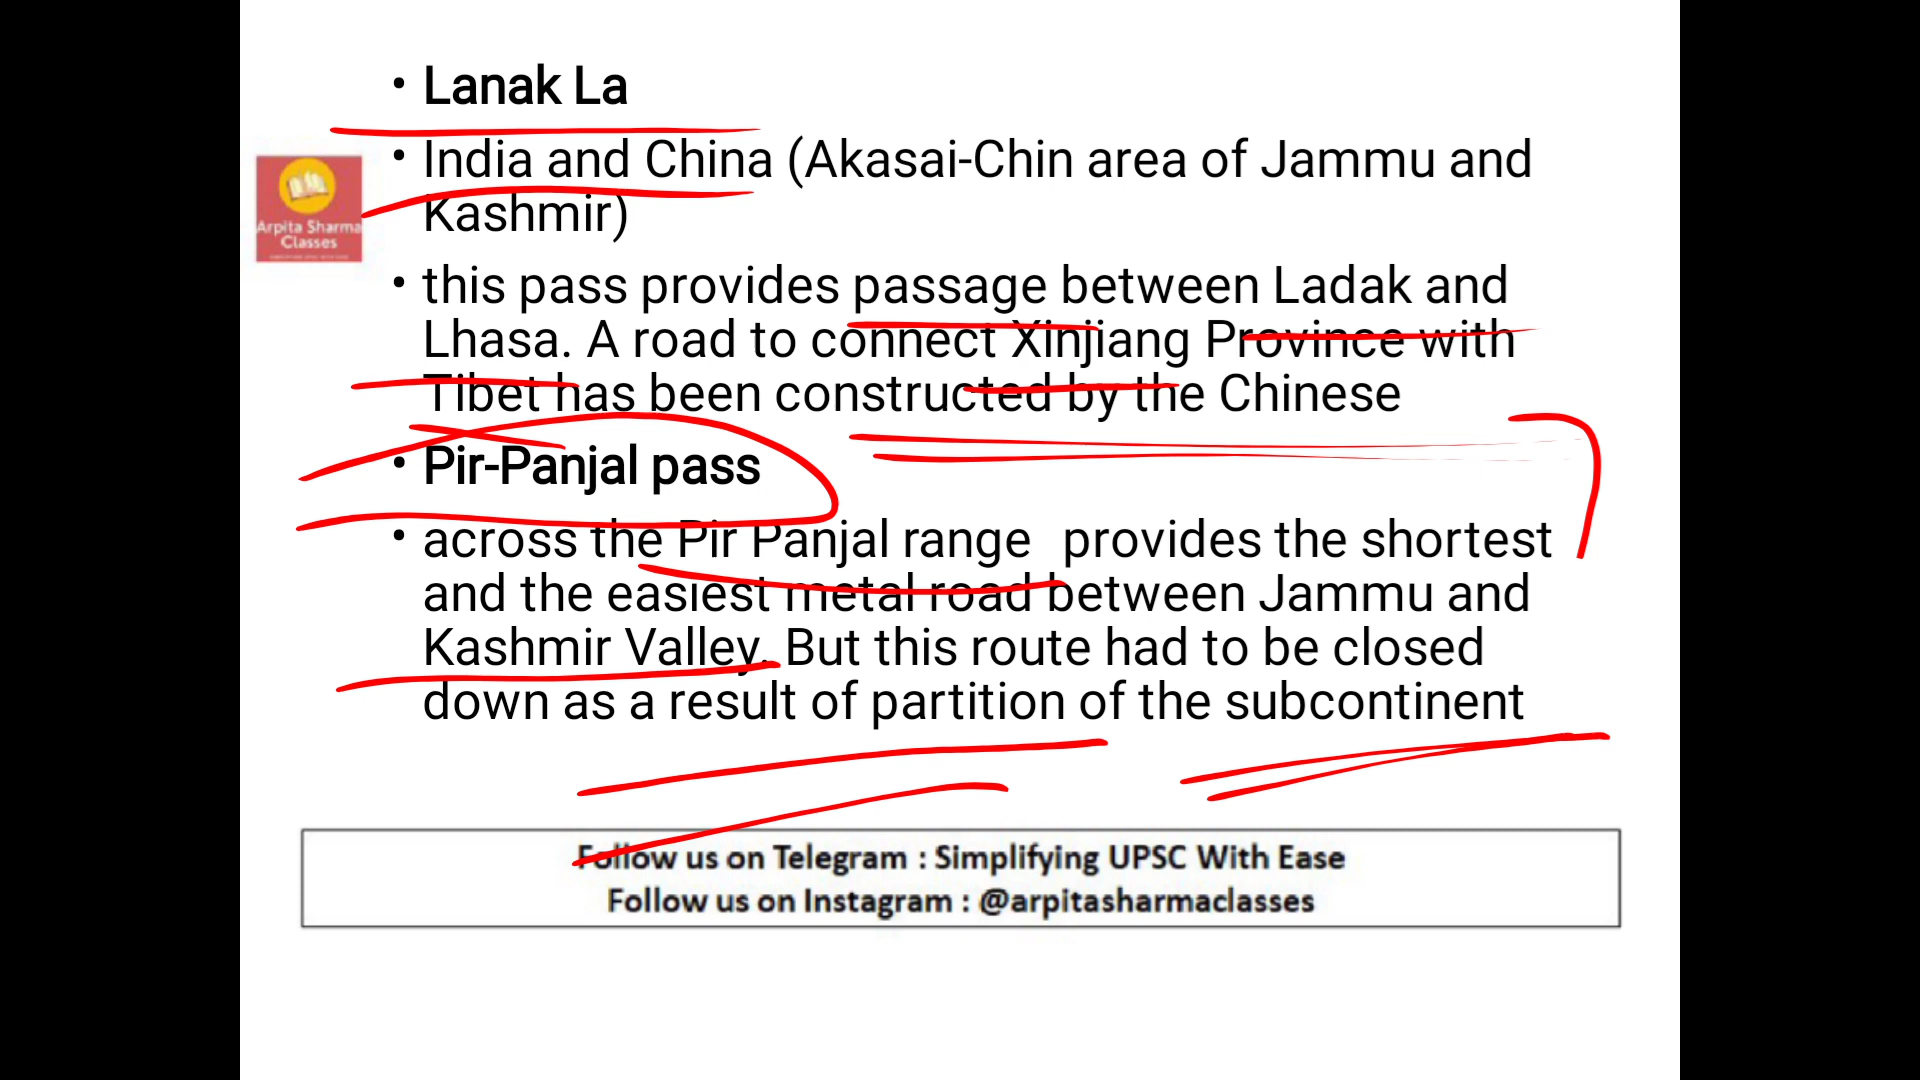 • Lanak La
• India and China (Akasai-Chin area of Jammu and
Kashmir)
Arpita Sharma
Classes
• this pass provides passage between Ladak and
Lhasa. A road to connect Xinjiang Province with
Tibet has been constructed by the Chinese
• Pir-Panjal pass
• across the Pir Panjal range provides the shortest
and the easiest metal road between Jammu and
Kashmir Valley. But this route had to be closed
down as a result of partition of the subcontinent
Follow us on Telegram : Simplifying UPSC With Ease
Follow us on Instagram : @arpitasharmaclasses